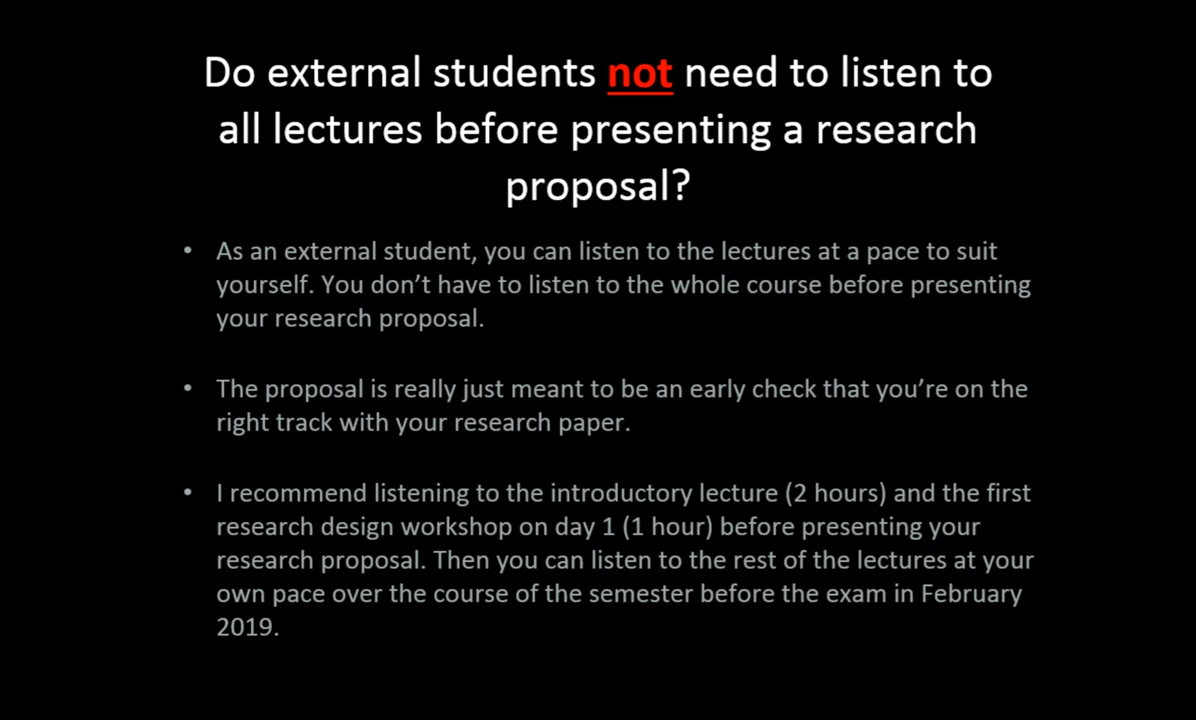 Do external students not need to listen to
all lectures before presenting a research
proposal?
• As an external student, you can listen to the lectures at a pace to suit
yourself. You don’t have to listen to the whole course before presenting
your research proposal.
• The proposal is really just meant to be an early check that you’re on the
right track with your research paper.
• I recommend listening to the introductory lecture (2 hours) and the first
research design workshop on day 1 (1 hour) before presenting your
research proposal. Then you can listen to the rest of the lectures at your
own pace over the course of the semester before the exam in February
2019.